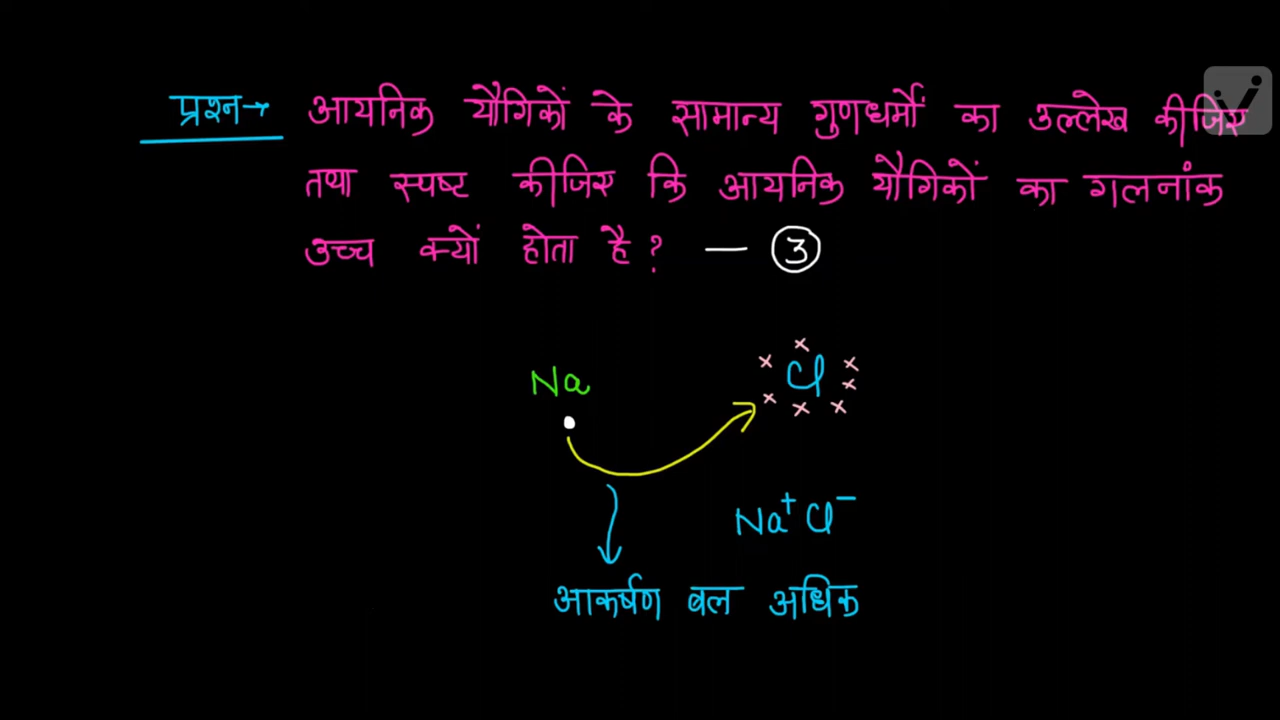 प्रश्न→ आयनिक यौगिकों के सामान्य गुणधर्मों का उल्लेख कीजिए
तथा स्पष्ट कीजिए कि आयनिक यौगिकों का गलनांक
उच्च क्यों होता है? — 3
Na Cl
Na⁺ Cl⁻
आकर्षण बल अधिक